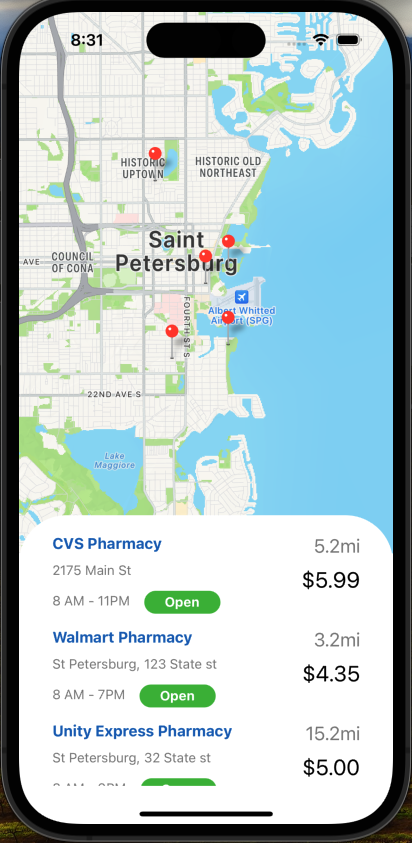 8:31
HISTORIC
UPTOWN
HISTORIC OLD
NORTHEAST
Saint
Petersburg
AVE
COUNCIL
OF CONA
Albert Whitted
Airport (SPG)
FOURTH ST S
22ND AVE S
Lake
Maggiore
CVS Pharmacy
5.2mi
2175 Main St
$5.99
8 AM - 11PM
Open
Walmart Pharmacy
3.2mi
St Petersburg, 123 State st
$4.35
8 AM - 7PM
Open
Unity Express Pharmacy
15.2mi
St Petersburg, 32 State st
$5.00